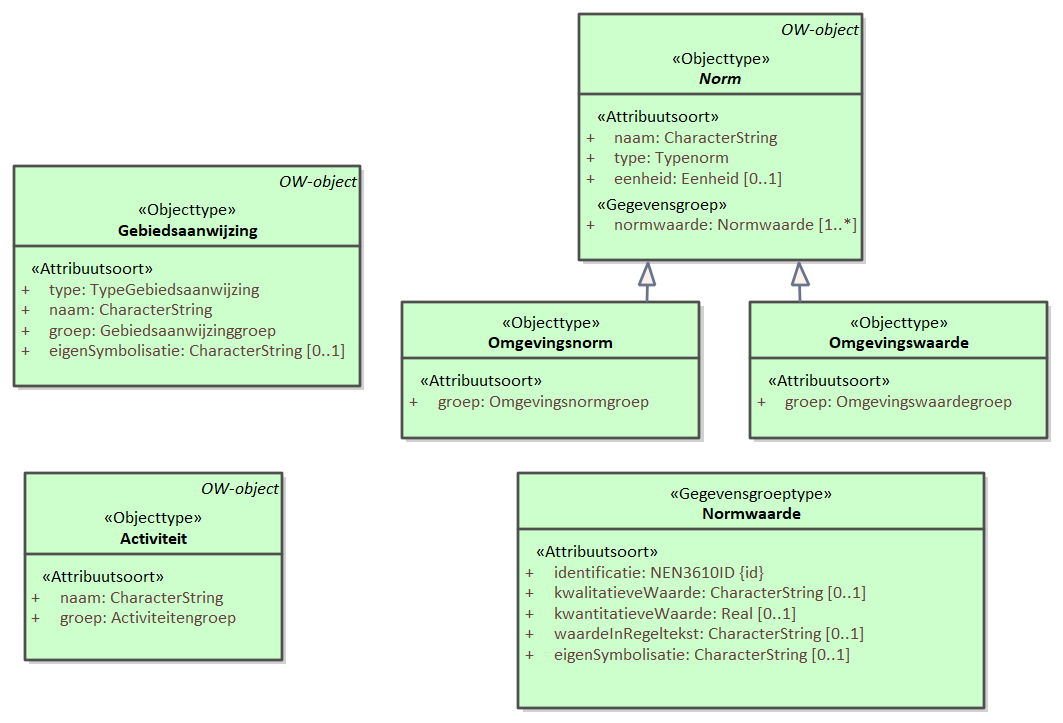 OW-object
«Objecttype»
Norm
«Attribuutsoort»
+ naam: CharacterString
+ type: Typenorm
+ eenheid: Eenheid [0..1]
«Gegevensgroep»
+ normwaarde: Normwaarde [1..*]
OW-object
«Objecttype»
Gebiedsaanwijzing
«Attribuutsoort»
+ type: TypeGebiedsaanwijzing
+ naam: CharacterString
+ groep: Gebiedsaanwijzinggroep
+ eigenSymbolisatie: CharacterString [0..1]
«Objecttype»
Omgevingsnorm
«Attribuutsoort»
+ groep: Omgevingsnormgroep
«Objecttype»
Omgevingswaarde
«Attribuutsoort»
+ groep: Omgevingswaardegroep
OW-object
«Objecttype»
Activiteit
«Attribuutsoort»
+ naam: CharacterString
+ groep: Activiteitengroep
«Gegevensgroeptype»
Normwaarde
«Attribuutsoort»
+ identificatie: NEN3610ID {id}
+ kwalitatieveWaarde: CharacterString [0..1]
+ kwantitatieveWaarde: Real [0..1]
+ waardeInRegeltekst: CharacterString [0..1]
+ eigenSymbolisatie: CharacterString [0..1]